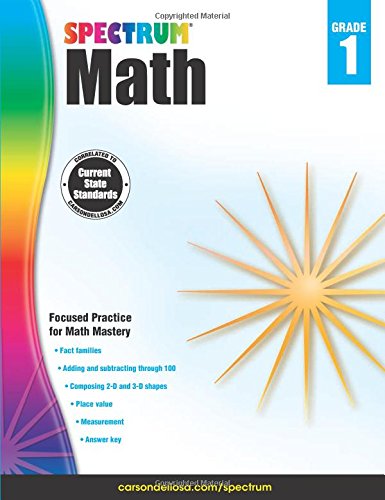 Copyrighted Material
SPECTRUM®
Math
GRADE
1
CORRELATED TO
Current
State
Standards
CARSONDELLOSA.COM
Focused Practice
for Math Mastery
• Fact families
• Adding and subtracting through 100
• Composing 2-D and 3-D shapes
• Place value
• Measurement
• Answer key
carsondellosa.com/spectrum
Copyrighted Material